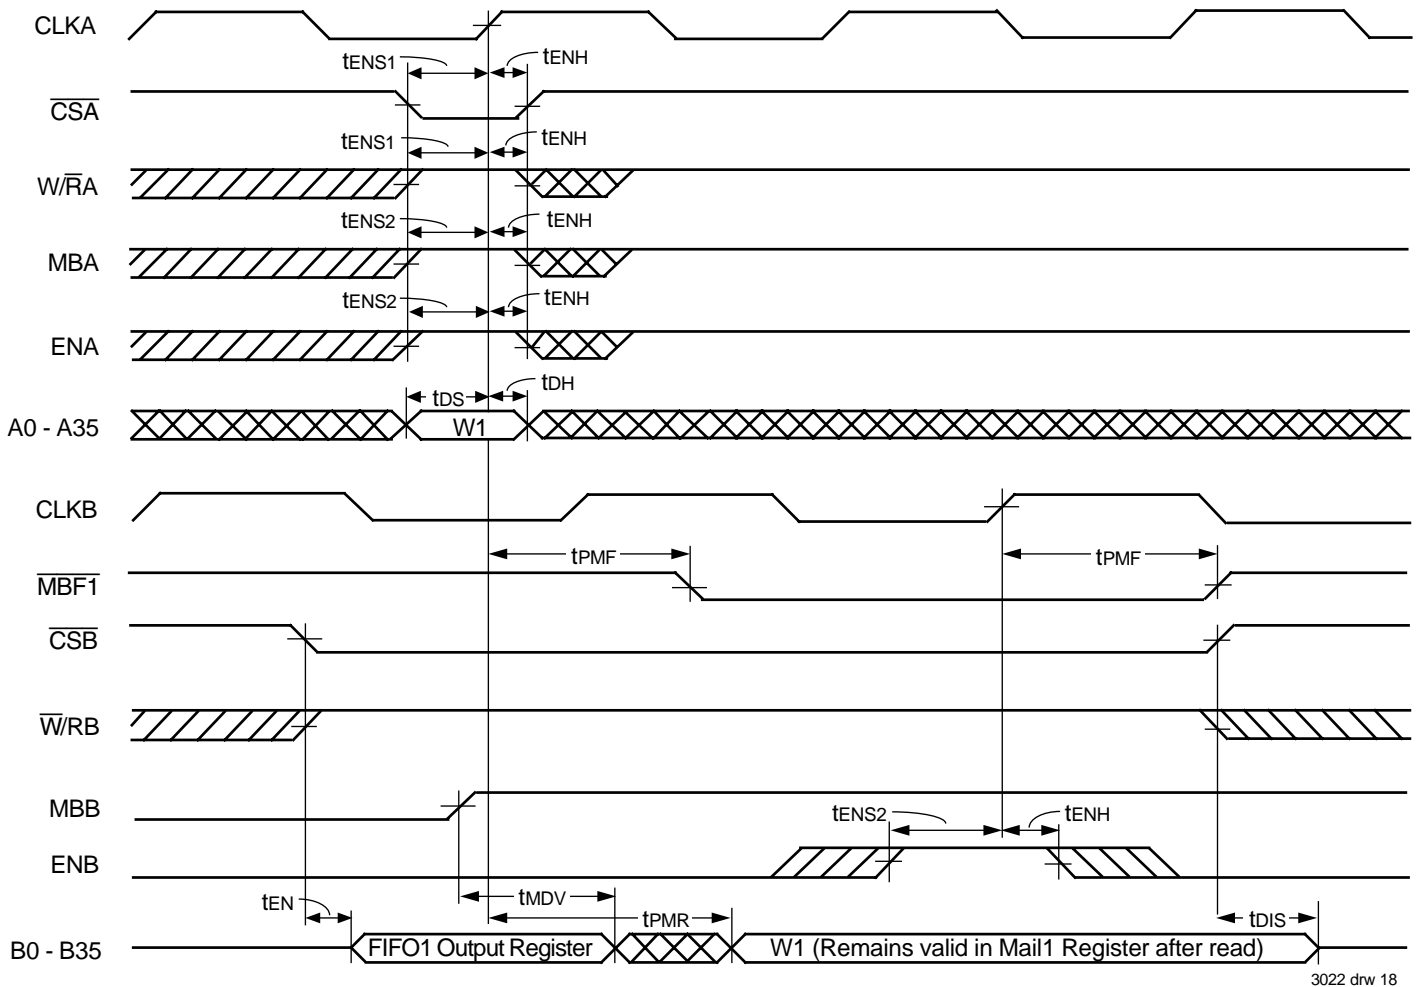 CLKA
tENS1
tENH
CSA
tENS1
tENH
W/RA
tENS2
tENH
MBA
tENS2
tENH
ENA
tDS
tDH
A0 - A35
W1
CLKB
tPMF
tPMF
MBF1
CSB
W/RB
MBB
tENS2
tENH
ENB
tEN
tMDV
tPMR
tDIS
B0 - B35
FIFO1 Output Register
W1 (Remains valid in Mail1 Register after read)
3022 drw 18